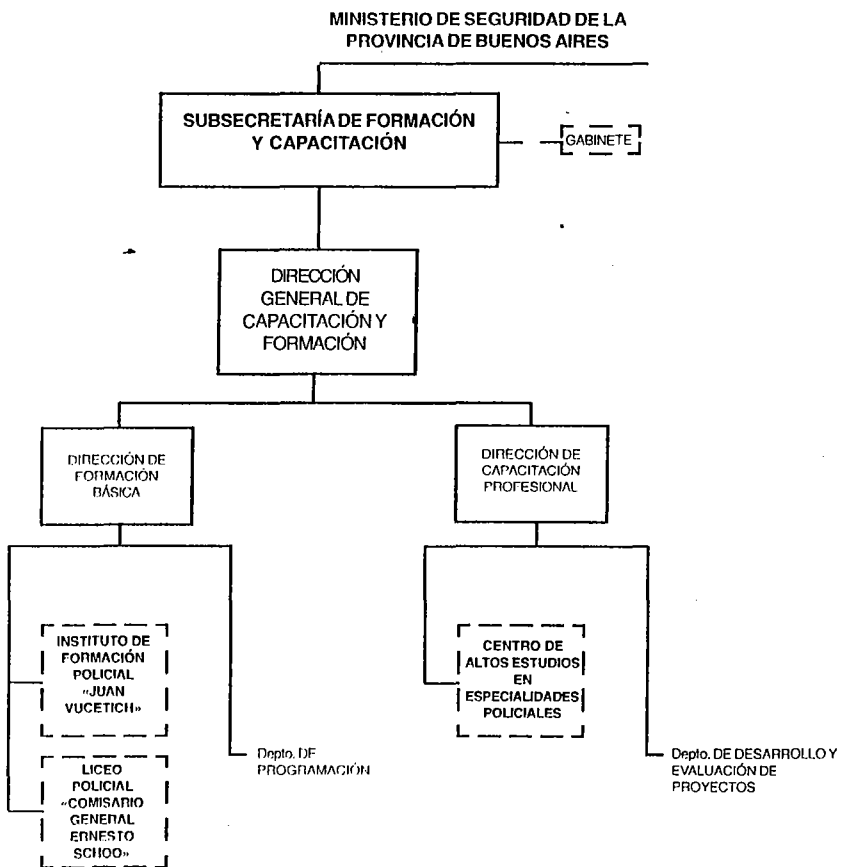 MINISTERIO DE SEGURIDAD DE LA
PROVINCIA DE BUENOS AIRES
SUBSECRETARÍA DE FORMACIÓN
Y CAPACITACIÓN
GABINETE
DIRECCIÓN
GENERAL DE
CAPACITACIÓN Y
FORMACIÓN
DIRECCIÓN DE
FORMACIÓN
BÁSICA
DIRECCIÓN DE
CAPACITACIÓN
PROFESIONAL
INSTITUTO DE
FORMACIÓN
POLICIAL
«JUAN
VUCETICH»
LICEO
POLICIAL
«COMISARIO
GENERAL
ERNESTO
SCHOO»
Depto. DE
PROGRAMACIÓN
CENTRO DE
ALTOS ESTUDIOS
EN
ESPECIALIDADES
POLICIALES
Depto. DE DESARROLLO Y
EVALUACIÓN DE
PROYECTOS